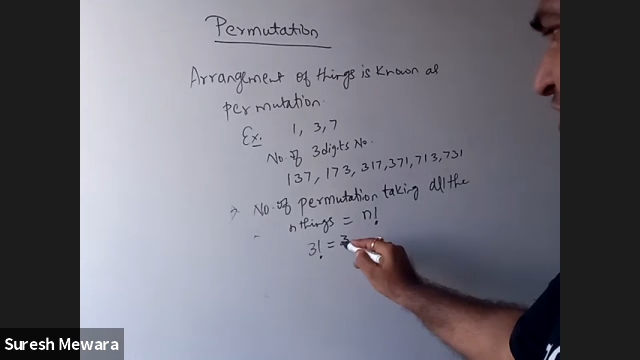 Permutation
Arrangement of things is known as
permutation.
Ex. 1, 3, 7
No. of 3 digits No.
137, 173, 317, 371, 713, 731
No. of permutation taking all the
n things = n!
3! = 3
Suresh Mewara